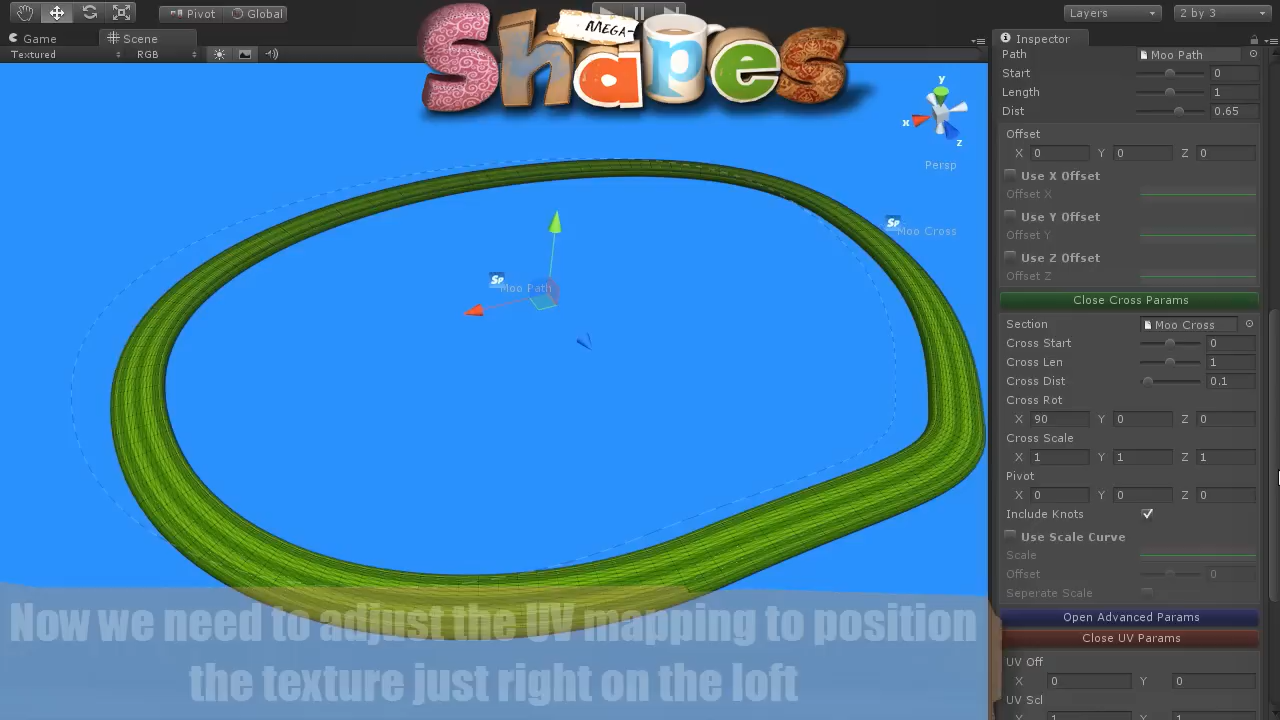 Pivot Global Layers 2 by 3
Game Scene Inspector
Textured RGB
MEGA-
Shapes
Path Moo Path
Start 0
Length 1
Dist 0.65
Offset
X 0 Y 0 Z 0
Use X Offset
Offset X
Use Y Offset
Offset Y
Use Z Offset
Offset Z
y
x
z
Persp
Sp
Moo Cross
Sp
Moo Path
Close Cross Params
Section Moo Cross
Cross Start 0
Cross Len 1
Cross Dist 0.1
Cross Rot
X 90 Y 0 Z 0
Cross Scale
X 1 Y 1 Z 1
Pivot
X 0 Y 0 Z 0
Include Knots
Use Scale Curve
Scale
Offset 0
Seperate Scale
Open Advanced Params
Close UV Params
UV Off
X 0 Y 0
UV Scl
X 1 Y 1
Now we need to adjust the UV mapping to position
the texture just right on the loft